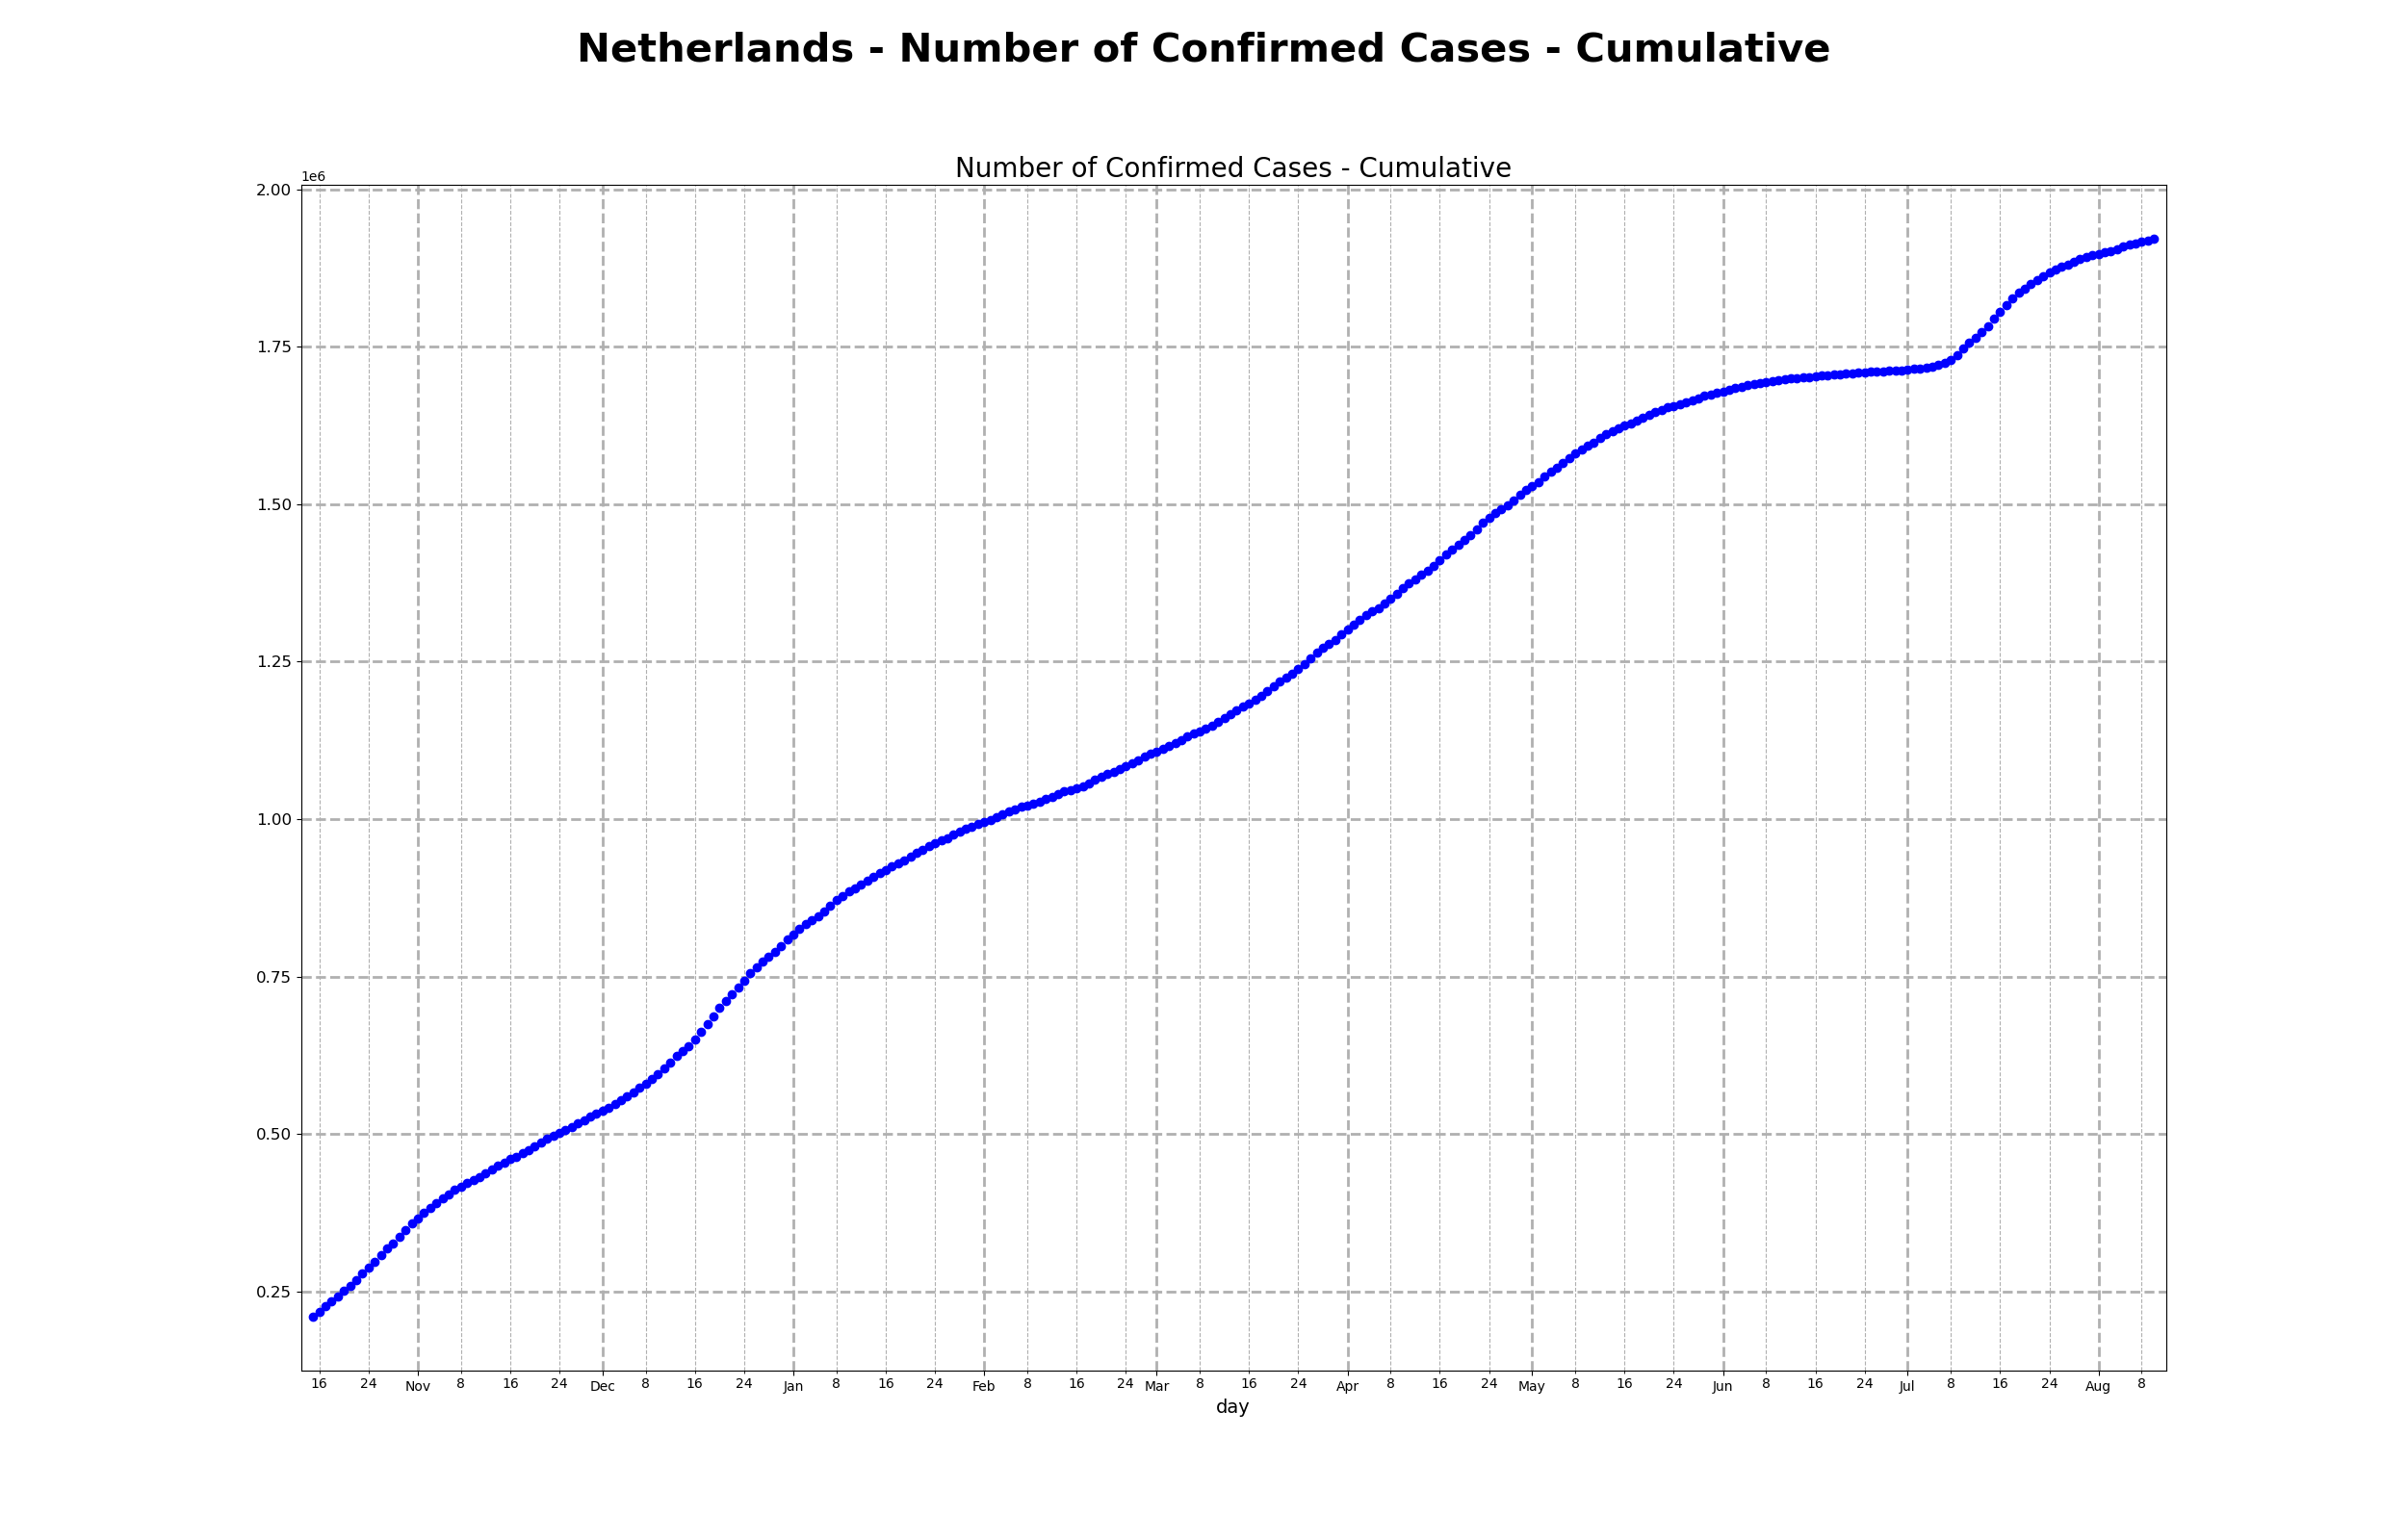 Netherlands - Number of Confirmed Cases - Cumulative
Number of Confirmed Cases - Cumulative
1e6
2.00
1.75
1.50
1.25
1.00
0.75
0.50
0.25
16 24 Nov 8 16 24 Dec 8 16 24 Jan 8 16 24 Feb 8 16 24 Mar 8 16 24 Apr 8 16 24 May 8 16 24 Jun 8 16 24 Jul 8 16 24 Aug 8
day